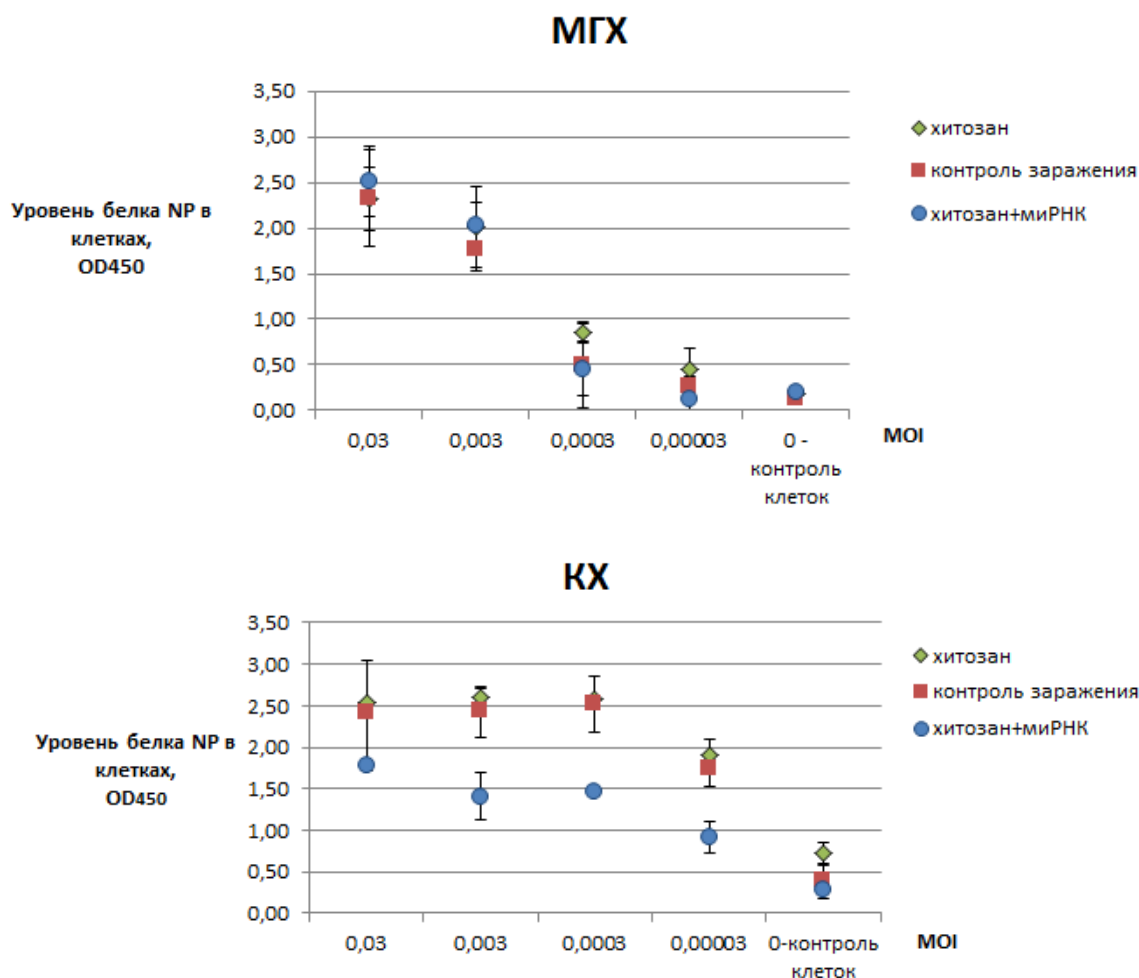 МГХ
3,50
3,00
2,50
2,00
1,50
1,00
0,50
0,00
Уровень белка NP в
клетках,
OD450
0,03
0,003
0,0003
0,00003
0 -
контроль
клеток
MOI
хитозан
контроль заражения
хитозан+миРНК
КХ
3,50
3,00
2,50
2,00
1,50
1,00
0,50
0,00
Уровень белка NP в
клетках,
OD450
0,03
0,003
0,0003
0,00003
0-контроль
клеток
MOI
хитозан
контроль заражения
хитозан+миРНК